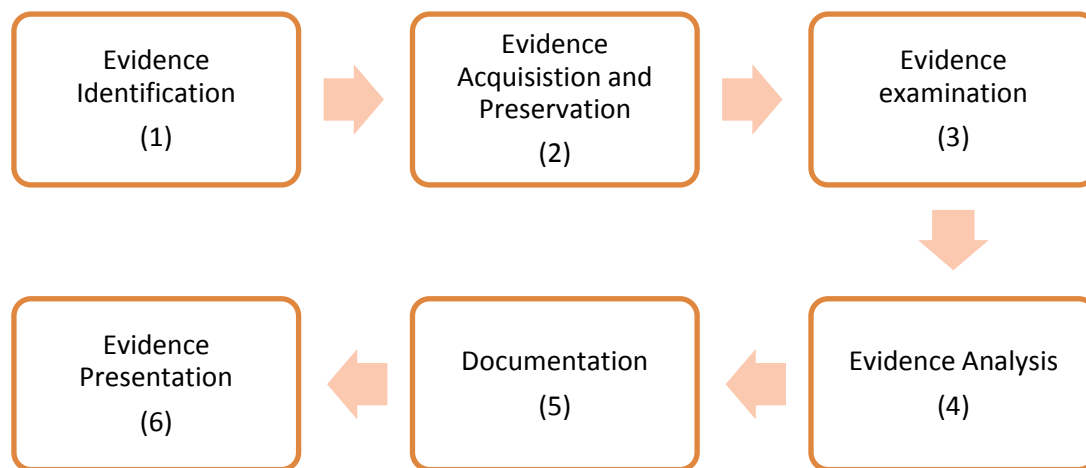 Evidence
Identification
(1)
Evidence
Acquisistion and
Preservation
(2)
Evidence
examination
(3)
Evidence Analysis
(4)
Documentation
(5)
Evidence
Presentation
(6)